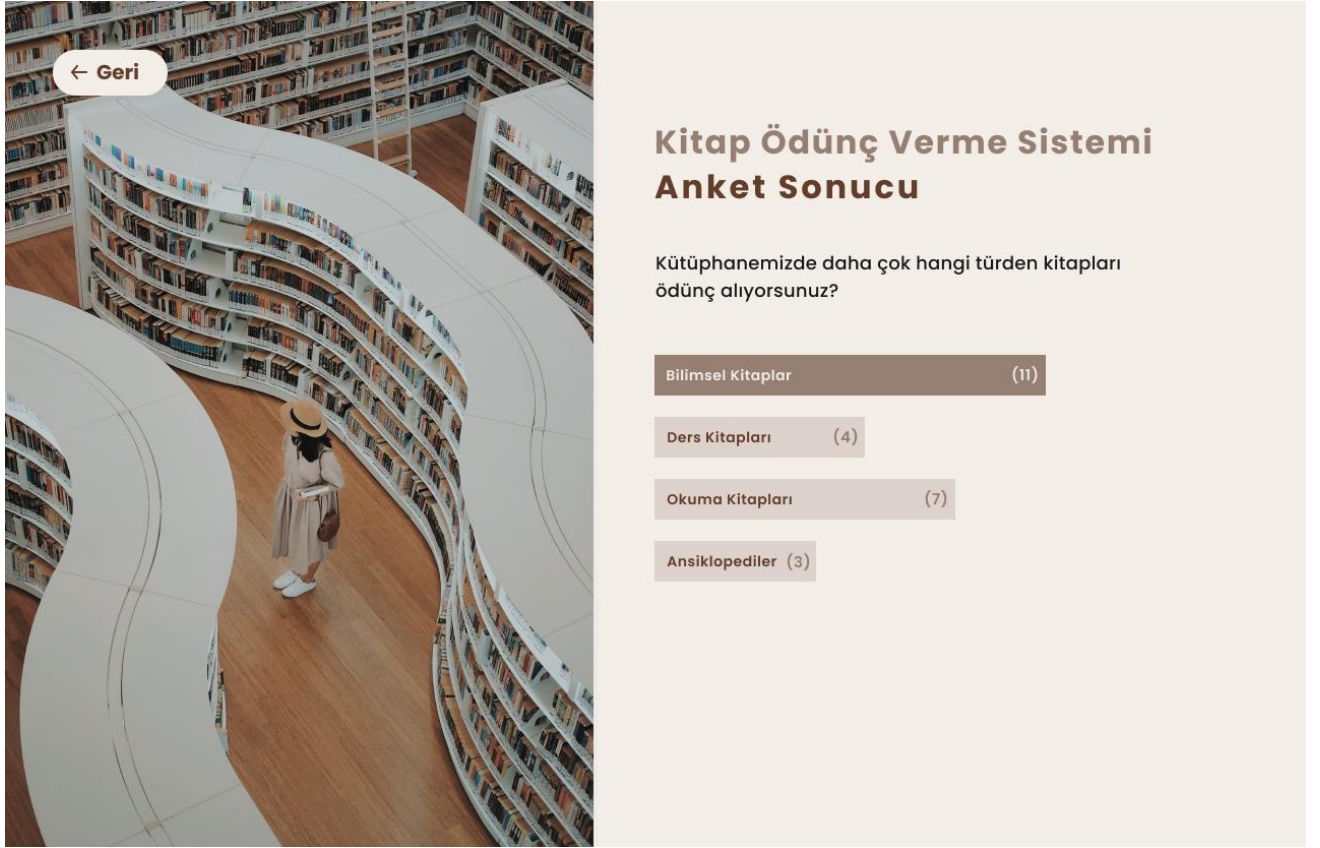 ← Geri
Kitap Ödünç Verme Sistemi
Anket Sonucu
Kütüphanemizde daha çok hangi türden kitapları
ödünç alıyorsunuz?
Bilimsel Kitaplar (11)
Ders Kitapları (4)
Okuma Kitapları (7)
Ansiklopediler (3)